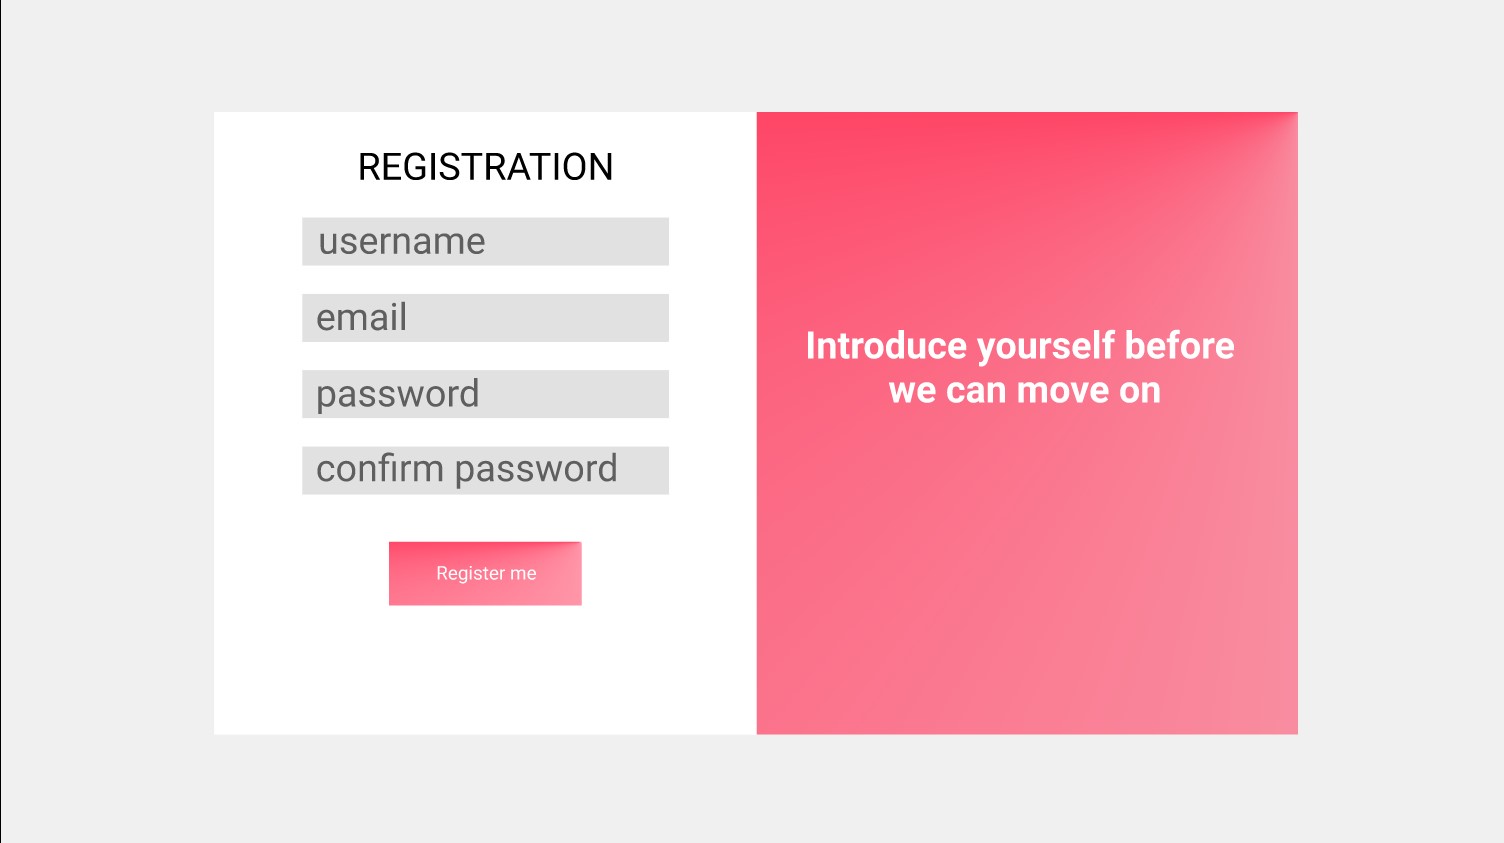 REGISTRATION
username
email
password
confirm password
Register me
Introduce yourself before
we can move on